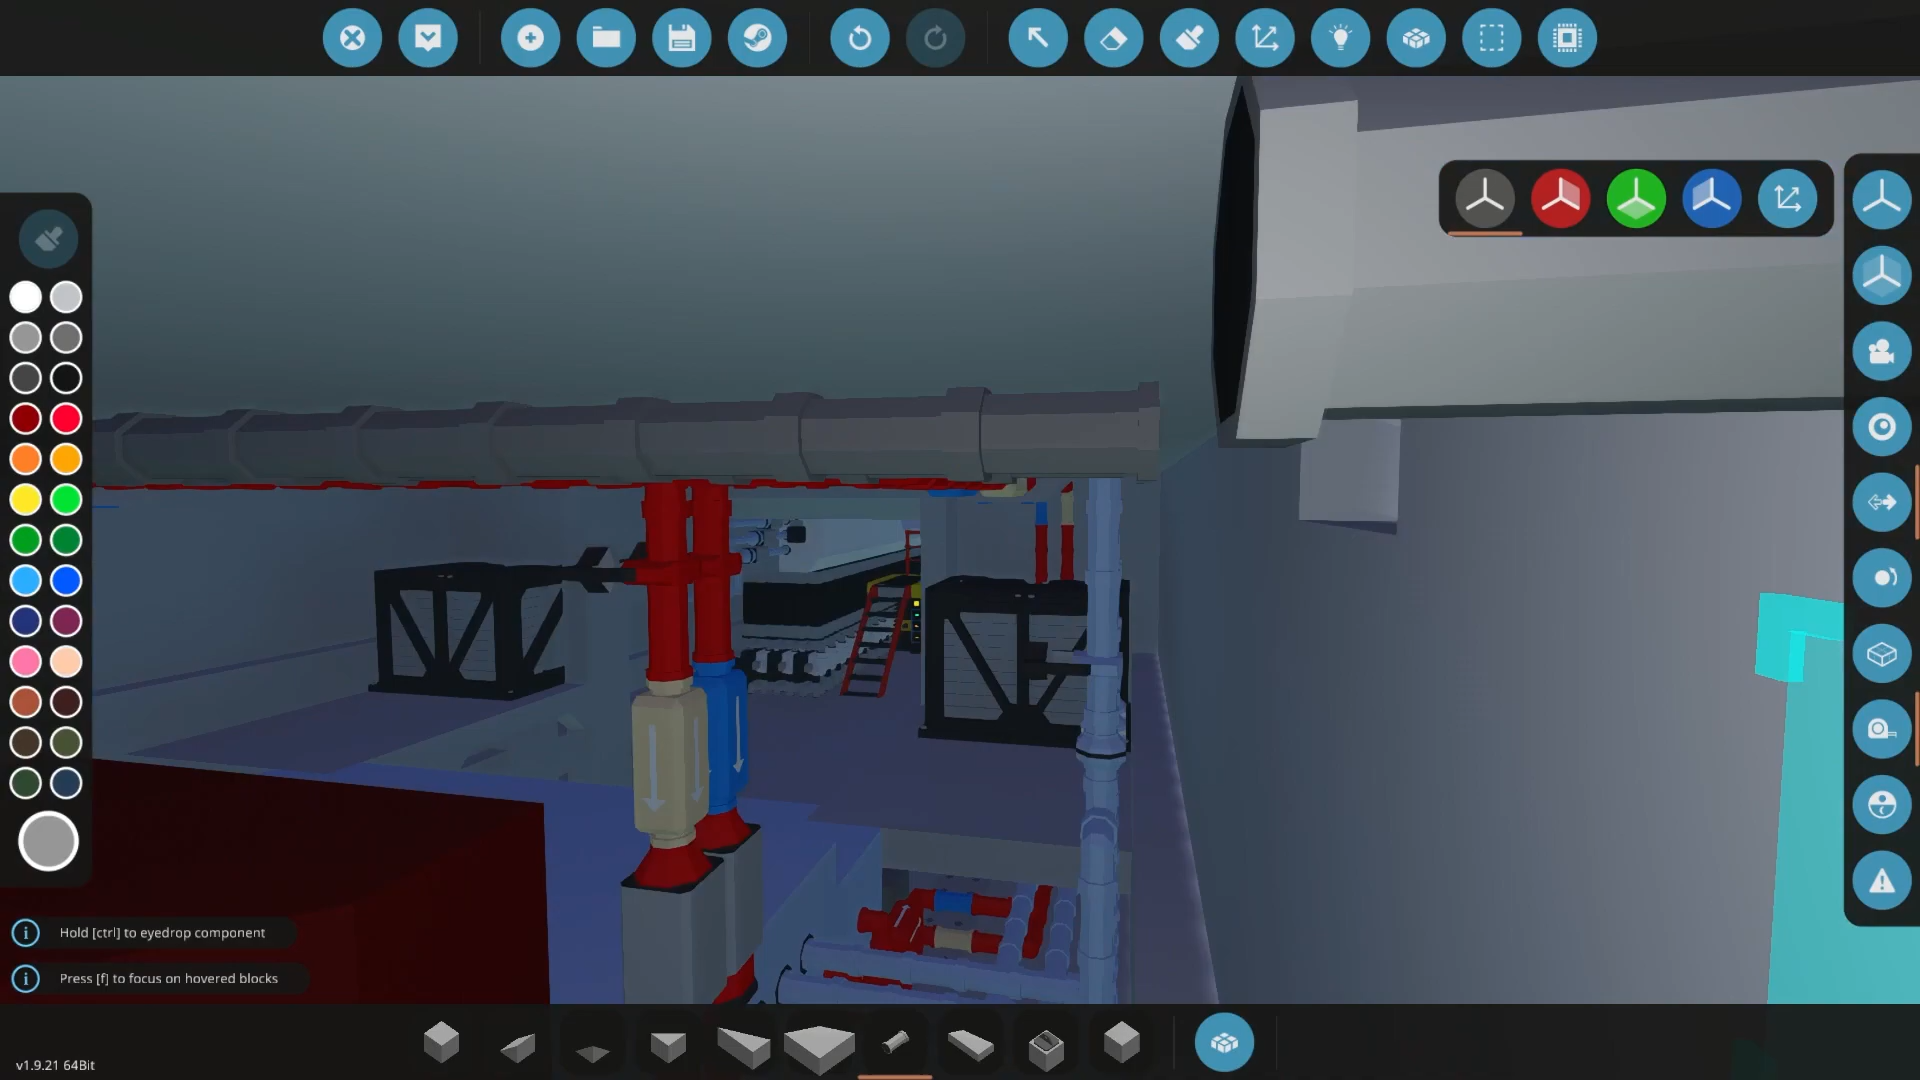 Hold [ctrl] to eyedrop component
Press [f] to focus on hovered blocks
v1.9.21 64Bit